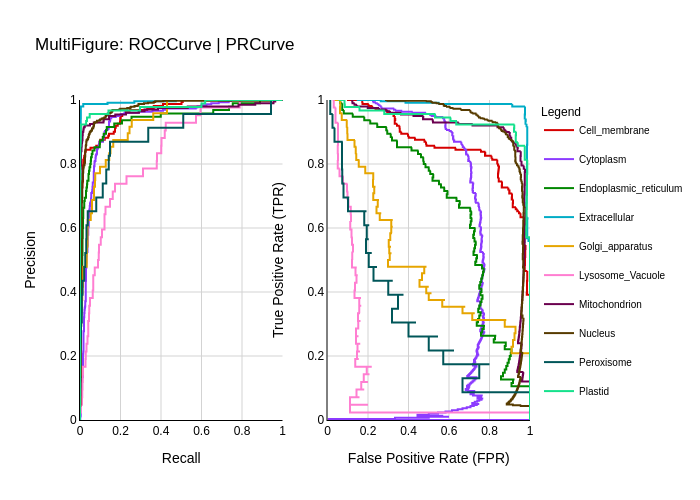 MultiFigure: ROCCurve | PRCurve
Legend
Cell_membrane
Cytoplasm
Endoplasmic_reticulum
Extracellular
Golgi_apparatus
Lysosome_Vacuole
Mitochondrion
Nucleus
Peroxisome
Plastid
Precision
1
0.8
0.6
0.4
0.2
0
0 0.2 0.4 0.6 0.8 1
Recall
True Positive Rate (TPR)
1
0.8
0.6
0.4
0.2
0
0 0.2 0.4 0.6 0.8 1
False Positive Rate (FPR)